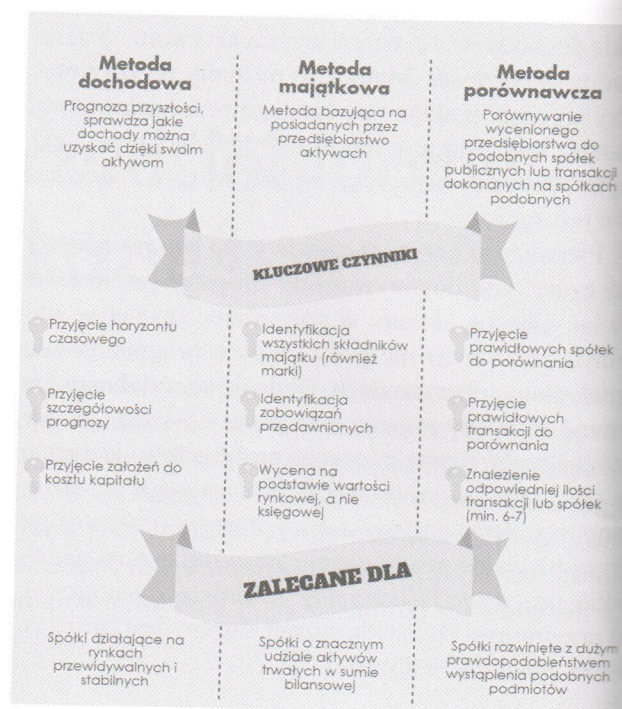 Metoda
dochodowa
Prognoza przyszłości,
sprawdza jakie
dochody można
uzyskać dzięki swoim
aktywom
Metoda
majątkowa
Metoda bazująca na
posiadanych przez
przedsiębiorstwo
aktywach
Metoda
porównawcza
Porównywanie
wycenionego
przedsiębiorstwa do
podobnych spółek
publicznych lub transakcji
dokonanych na spółkach
podobnych
KLUCZOWE CZYNNIKI
Przyjęcie horyzontu
czasowego
Przyjęcie
szczegółowości
prognozy
Przyjęcie założeń do
kosztu kapitału
Identyfikacja
wszystkich składników
majątku (również
marki)
Identyfikacja
zobowiązań
przedawnionych
Wycena na
podstawie wartości
rynkowej, a nie
księgowej
Przyjęcie
prawidłowych spółek
do porównania
Przyjęcie
prawidłowych
transakcji do
porównania
Znalezienie
odpowiedniej ilości
transakcji lub spółek
(min. 6-7)
ZALECANE DLA
Spółki działające na
rynkach
przewidywalnych i
stabilnych
Spółki o znacznym
udziale aktywów
trwałych w sumie
bilansowej
Spółki rozwinięte z dużym
prawdopodobieństwem
wystąpienia podobnych
podmiotów